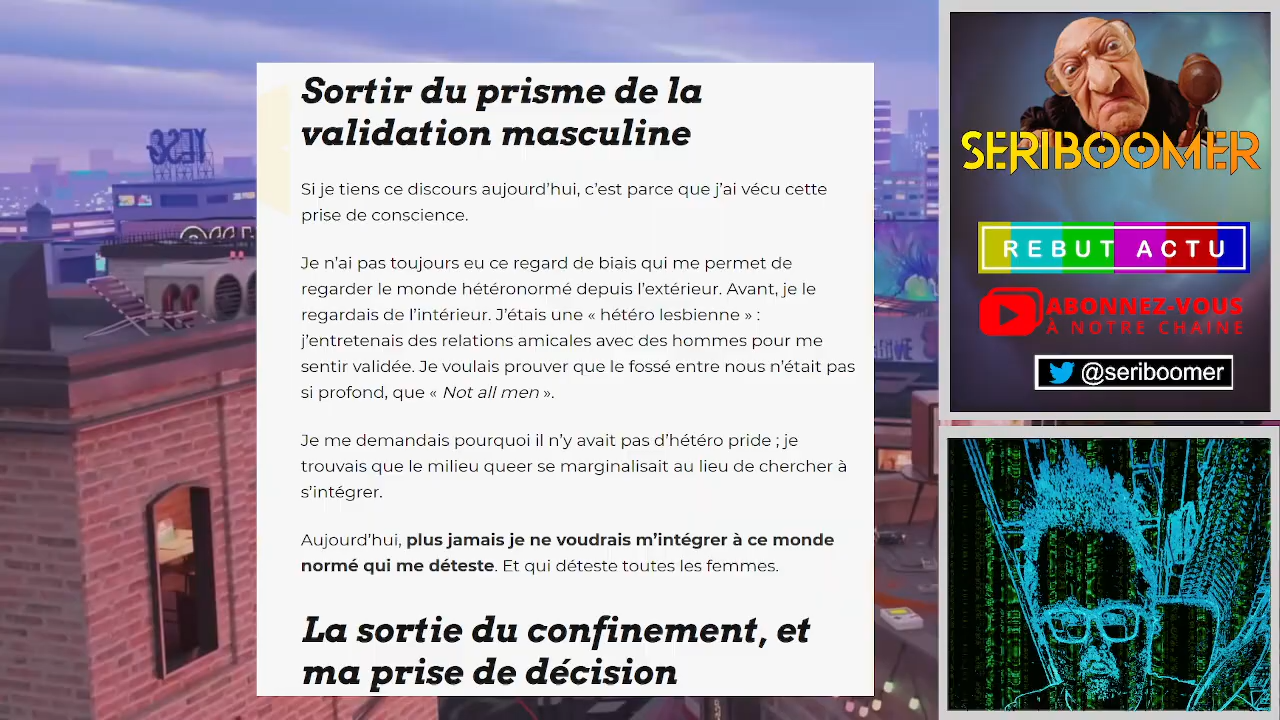 Sortir du prisme de la
validation masculine
Si je tiens ce discours aujourd'hui, c'est parce que j'ai vécu cette
prise de conscience.
Je n'ai pas toujours eu ce regard de biais qui me permet de
regarder le monde hétéronormé depuis l'extérieur. Avant, je le
regardais de l'intérieur. J'étais une « hétéro lesbienne » :
j'entretenais des relations amicales avec des hommes pour me
sentir validée. Je voulais prouver que le fossé entre nous n'était pas
si profond, que « Not all men ».
Je me demandais pourquoi il n'y avait pas d'hétéro pride ; je
trouvais que le milieu queer se marginalisait au lieu de chercher à
s'intégrer.
Aujourd'hui, plus jamais je ne voudrais m'intégrer à ce monde
normé qui me déteste. Et qui déteste toutes les femmes.
La sortie du confinement, et
ma prise de décision
SERIBOOMER
REBUT ACTU
ABONNEZ-VOUS
À NOTRE CHAINE
@seriboomer